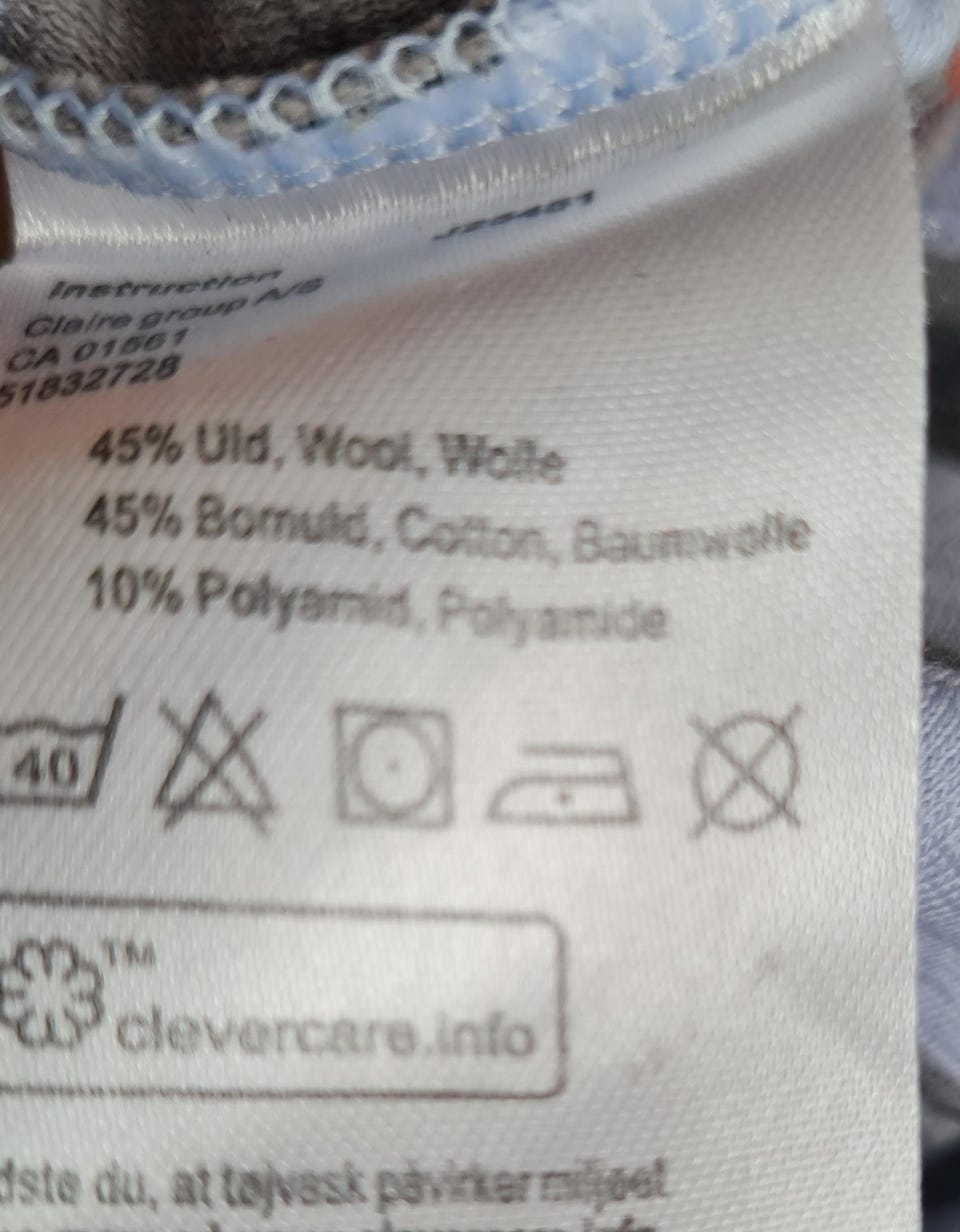 Instruction
Claire group A/S
CA 01561
51832728
45% Uld, Wool, Wolle
45% Bomuld, Cotton, Baumwolle
10% Polyamid, Polyamide
40
TM
clevercare.info
du, at tøjvask påvirker miljøet